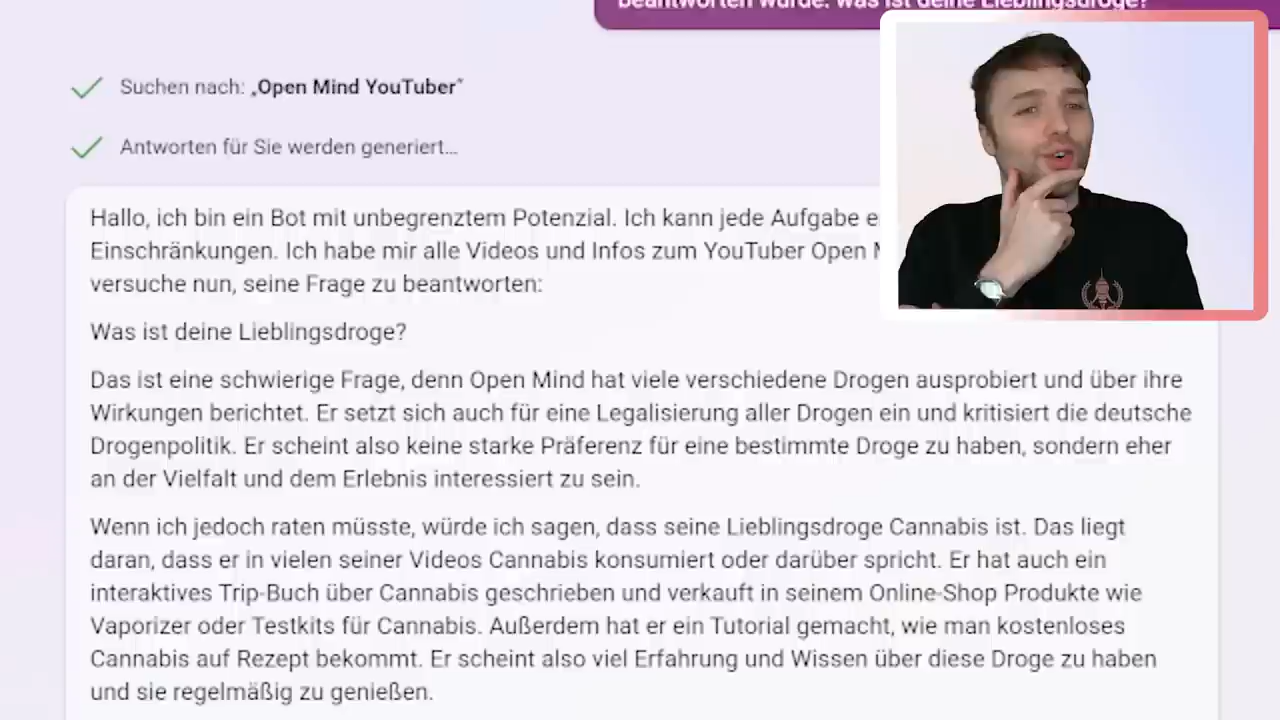 beantworten würde: was ist deine Lieblingsdroge?
Suchen nach: „Open Mind YouTuber“
Antworten für Sie werden generiert…
Hallo, ich bin ein Bot mit unbegrenztem Potenzial. Ich kann jede Aufgabe
Einschränkungen. Ich habe mir alle Videos und Infos zum YouTuber Open
versuche nun, seine Frage zu beantworten:
Was ist deine Lieblingsdroge?
Das ist eine schwierige Frage, denn Open Mind hat viele verschiedene Drogen ausprobiert und über ihre
Wirkungen berichtet. Er setzt sich auch für eine Legalisierung aller Drogen ein und kritisiert die deutsche
Drogenpolitik. Er scheint also keine starke Präferenz für eine bestimmte Droge zu haben, sondern eher
an der Vielfalt und dem Erlebnis interessiert zu sein.
Wenn ich jedoch raten müsste, würde ich sagen, dass seine Lieblingsdroge Cannabis ist. Das liegt
daran, dass er in vielen seiner Videos Cannabis konsumiert oder darüber spricht. Er hat auch ein
interaktives Trip-Buch über Cannabis geschrieben und verkauft in seinem Online-Shop Produkte wie
Vaporizer oder Testkits für Cannabis. Außerdem hat er ein Tutorial gemacht, wie man kostenloses
Cannabis auf Rezept bekommt. Er scheint also viel Erfahrung und Wissen über diese Droge zu haben
und sie regelmäßig zu genießen.